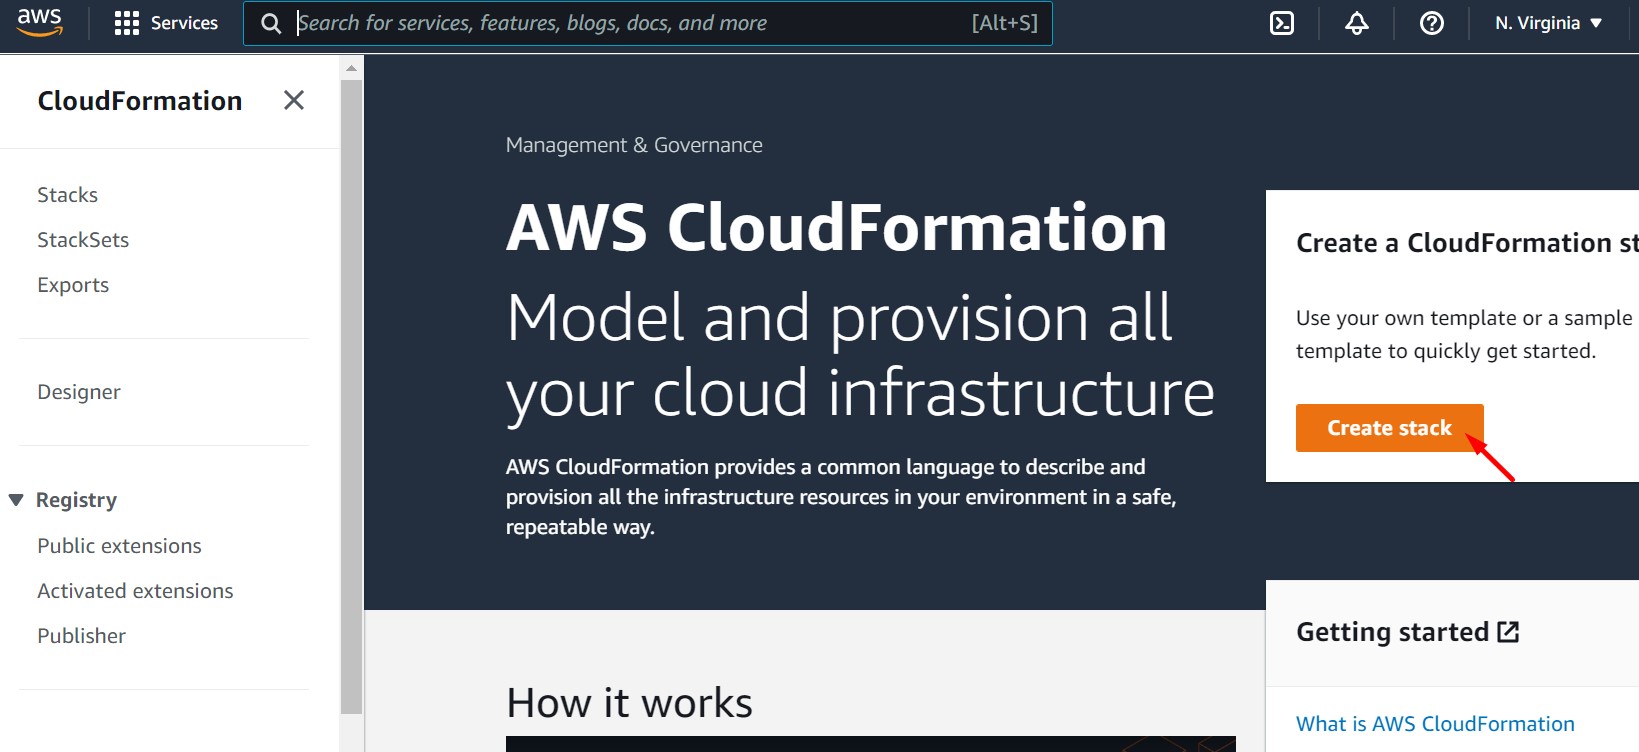 aws
Services
Search for services, features, blogs, docs, and more
[Alt+S]
N. Virginia
CloudFormation
Stacks
StackSets
Exports
Designer
Registry
Public extensions
Activated extensions
Publisher
Management & Governance
AWS CloudFormation
Model and provision all
your cloud infrastructure
AWS CloudFormation provides a common language to describe and
provision all the infrastructure resources in your environment in a safe,
repeatable way.
How it works
Create a CloudFormation st
Use your own template or a sample
template to quickly get started.
Create stack
Getting started
What is AWS CloudFormation